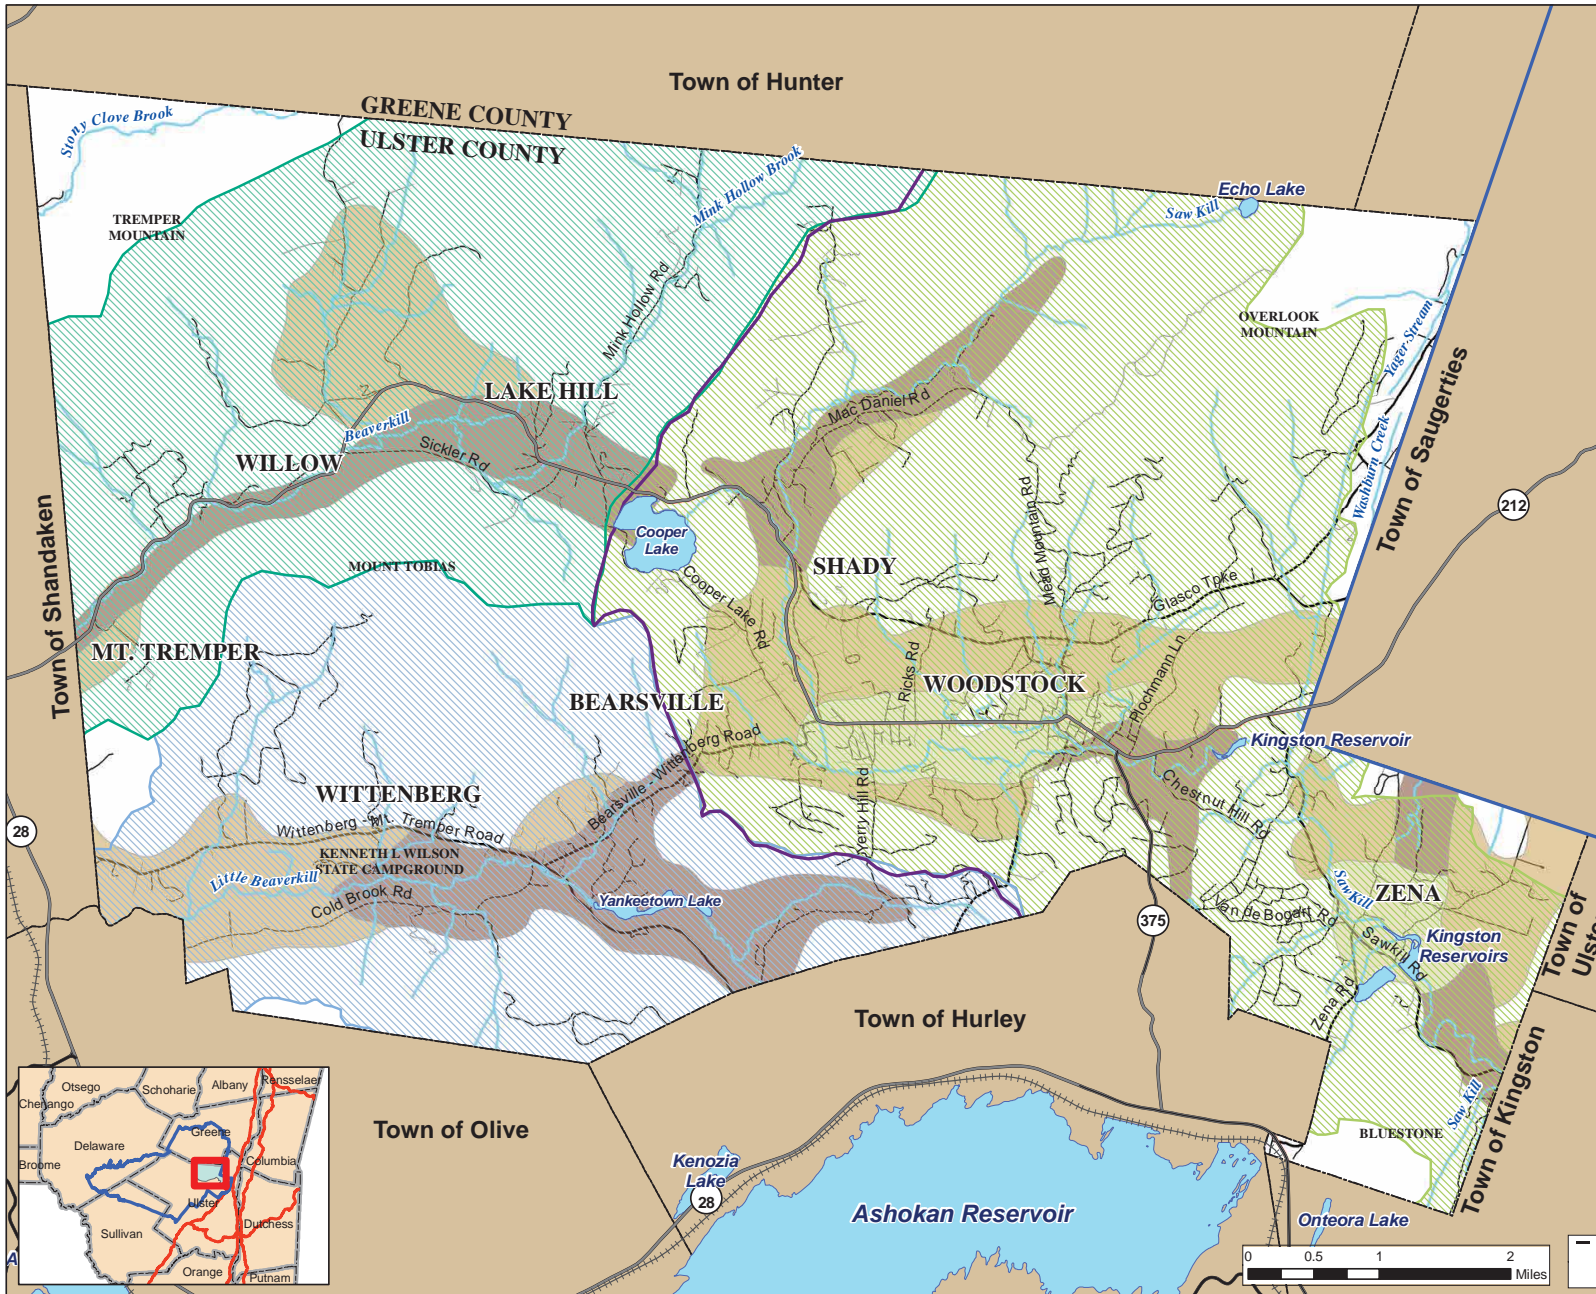 Town of Hunter
GREENE COUNTY
ULSTER COUNTY
Stony Clove Brook
Mink Hollow Brook
Echo Lake
Saw Kill
TREMPER
MOUNTAIN
Mink Hollow Rd
OVERLOOK
MOUNTAIN
Yager Stream
LAKE HILL
Mac Daniel Rd
Town of Saugerties
Beaverkill
Sickler Rd
WILLOW
Washburn Creek
212
Mead Mountain Rd
Cooper
Lake
Town of Shandaken
MOUNT TOBIAS
SHADY
Cooper Lake Rd
Glasco Tpke
MT. TREMPER
Ricks Rd
Plochmann Ln
WOODSTOCK
BEARSVILLE
Bearsville - Wittenberg Road
Kingston Reservoir
Chestnut Hill Rd
Yerry Hill Rd
WITTENBERG
28
Wittenberg - Mt. Tremper Road
KENNETH L WILSON
STATE CAMPGROUND
Little Beaverkill
Cold Brook Rd
Yankeetown Lake
375
Van de Bogart Rd
Saw Kill
ZENA
Sawkill Rd
Kingston
Reservoirs
Town of
Zena Rd
Town of Hurley
Town of Kingston
Saw Kill
BLUESTONE
Town of Olive
Kenozia
Lake
28
Ashokan Reservoir
Onteora Lake
Otsego
Schoharie
Albany
Rensselaer
Chenango
Greene
Delaware
Columbia
Broome
Ulster
Sullivan
Dutchess
Orange
Putnam
0 0.5 1 2
Miles